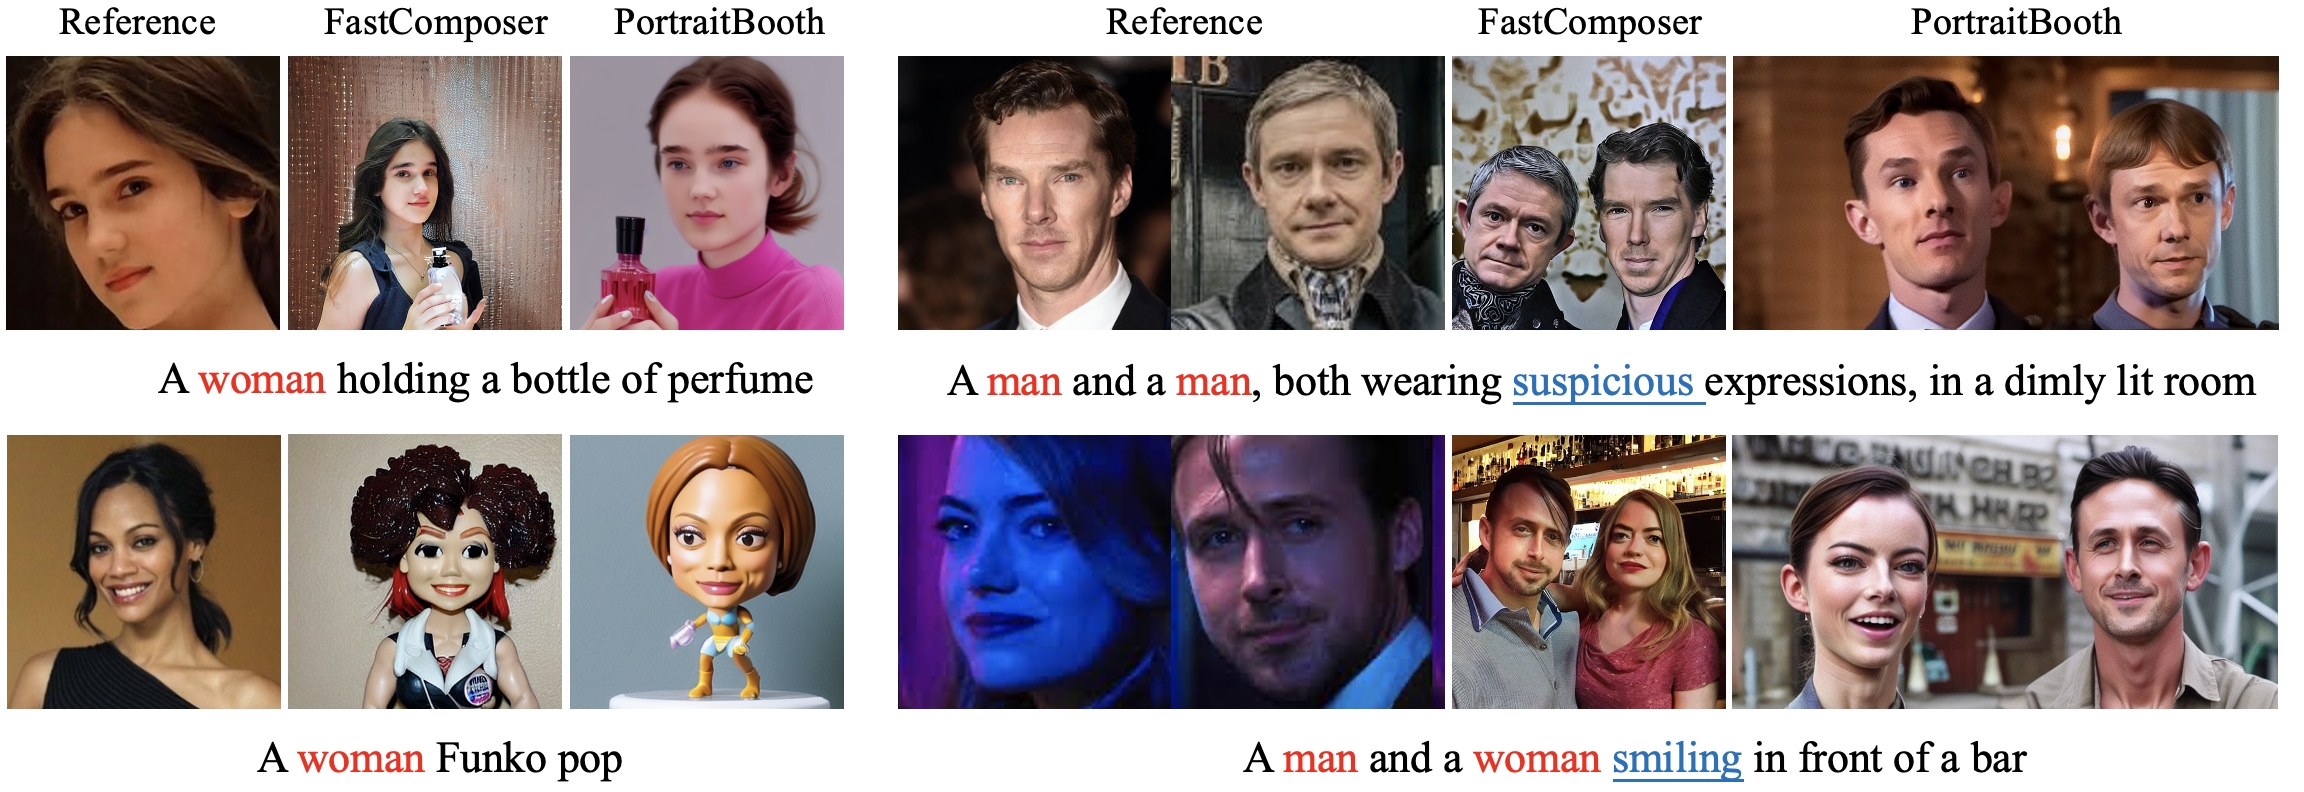 Reference FastComposer PortraitBooth
Reference FastComposer PortraitBooth
A woman holding a bottle of perfume
A man and a man, both wearing suspicious expressions, in a dimly lit room
A woman Funko pop
A man and a woman smiling in front of a bar